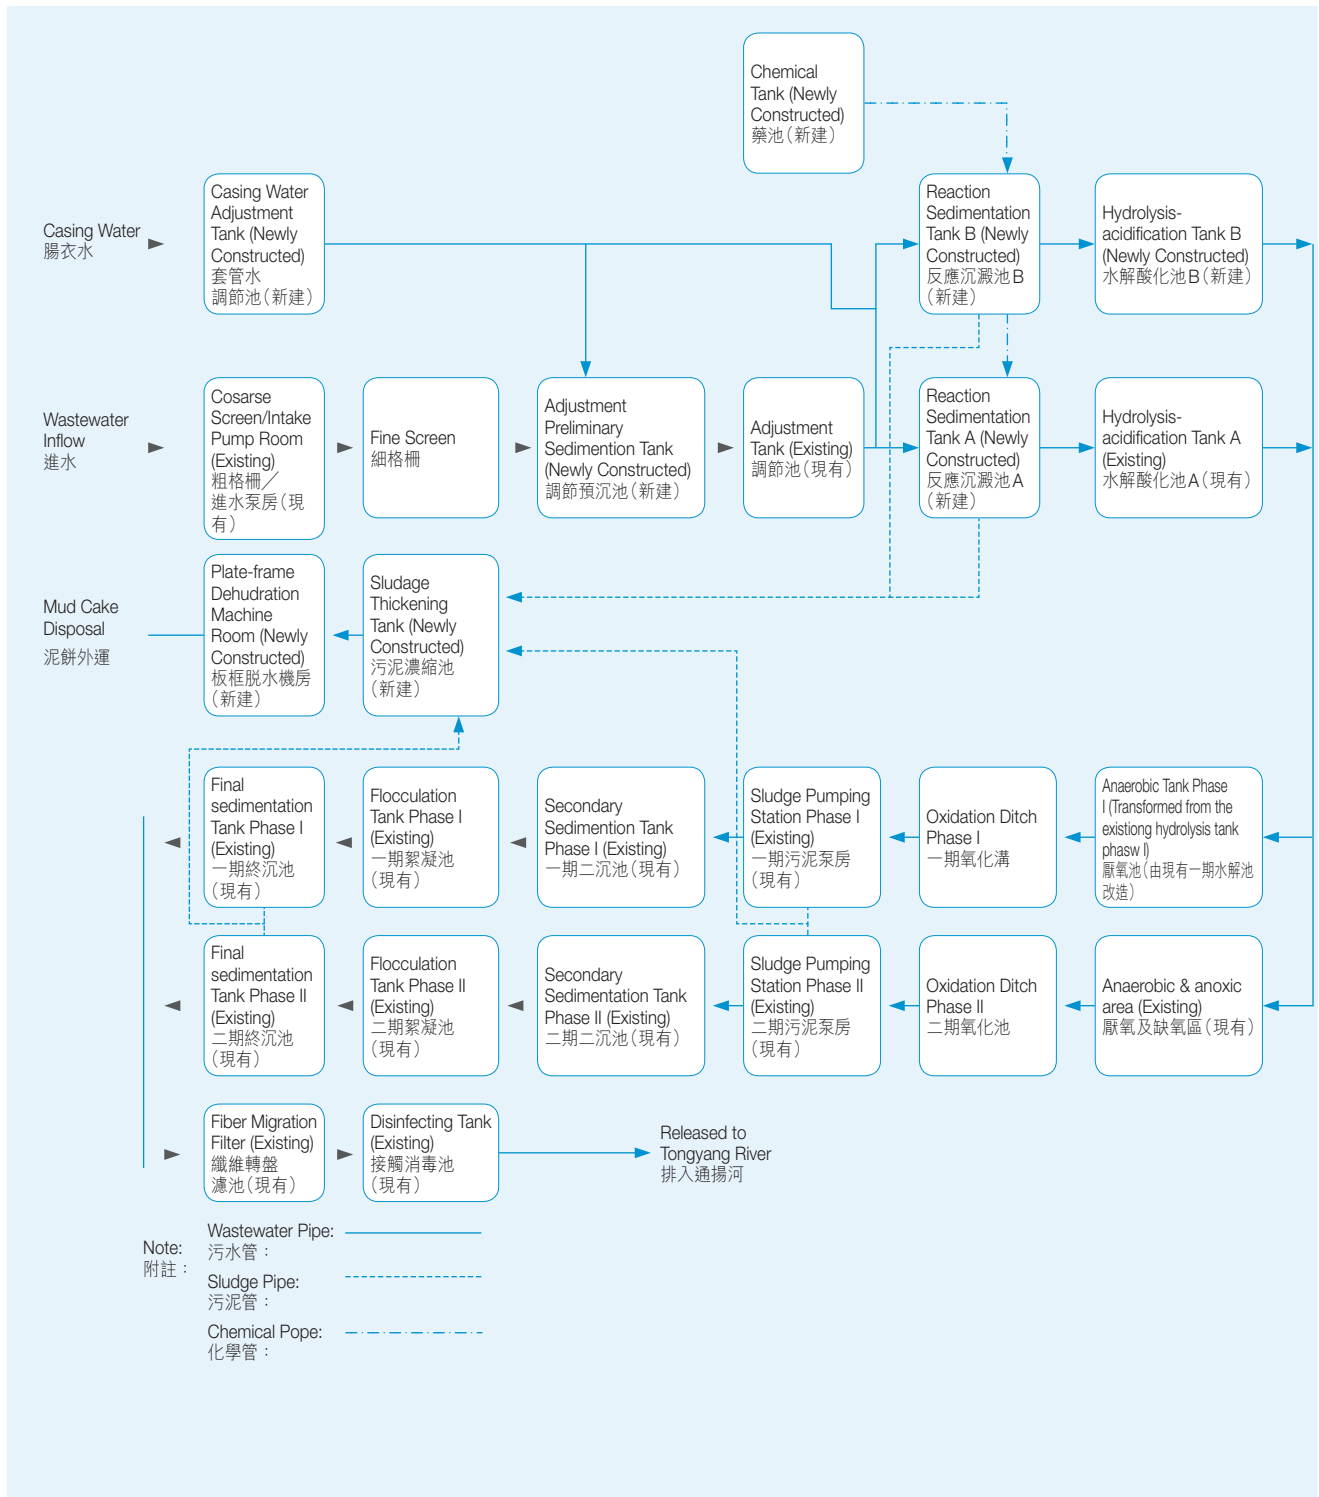 Chemical
Tank (Newly
Constructed)
藥池（新建）
Casing Water
腸衣水
Casing Water
Adjustment
Tank (Newly
Constructed)
套管水
調節池（新建）
Reaction
Sedimentation
Tank B (Newly
Constructed)
反應沉澱池B
（新建）
Hydrolysis-
acidification Tank B
(Newly Constructed)
水解酸化池B（新建）
Wastewater
Inflow
進水
Cosarse
Screen/Intake
Pump Room
(Existing)
粗格柵／
進水泵房（現
有）
Fine Screen
細格柵
Adjustment
Preliminary
Sedimention Tank
(Newly Constructed)
調節預沉池（新建）
Adjustment
Tank (Existing)
調節池（現有）
Reaction
Sedimentation
Tank A (Newly
Constructed)
反應沉澱池A
（新建）
Hydrolysis-
acidification Tank A
(Existing)
水解酸化池A（現有）
Mud Cake
Disposal
泥餅外運
Plate-frame
Dehudration
Machine
Room (Newly
Constructed)
板框脱水機房
（新建）
Sludage
Thickening
Tank (Newly
Constructed)
污泥濃縮池
（新建）
Final
sedimentation
Tank Phase I
(Existing)
一期終沉池
（現有）
Flocculation
Tank Phase I
(Existing)
一期絮凝池
（現有）
Secondary
Sedimention Tank
Phase I (Existing)
一期二沉池（現有）
Sludge Pumping
Station Phase I
(Existing)
一期污泥泵房
（現有）
Oxidation Ditch
Phase I
一期氧化溝
Anaerobic Tank Phase
I (Transformed from the
existiong hydrolysis tank
phasw I)
厭氧池（由現有一期水解池
改造）
Final
sedimentation
Tank Phase II
(Existing)
二期終沉池
（現有）
Flocculation
Tank Phase II
(Existing)
二期絮凝池
（現有）
Secondary
Sedimentation Tank
Phase II (Existing)
二期二沉池（現有）
Sludge Pumping
Station Phase II
(Existing)
二期污泥泵房
（現有）
Oxidation Ditch
Phase II
二期氧化池
Anaerobic & anoxic
area (Existing)
厭氧及缺氧區（現有）
Fiber Migration
Filter (Existing)
纖維轉盤
濾池（現有）
Disinfecting Tank
(Existing)
接觸消毒池
（現有）
Released to
Tongyang River
排入通揚河
Note:
附註：
Wastewater Pipe:
污水管：
Sludge Pipe:
污泥管：
Chemical Pope:
化學管：